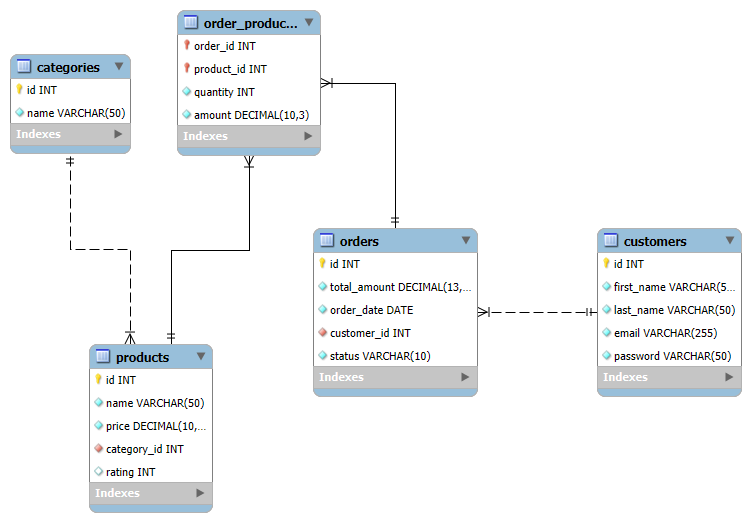 categories
id INT
name VARCHAR(50)
Indexes
order_produc...
order_id INT
product_id INT
quantity INT
amount DECIMAL(10,3)
Indexes
orders
id INT
total_amount DECIMAL(13,...
order_date DATE
customer_id INT
status VARCHAR(10)
Indexes
customers
id INT
first_name VARCHAR(5...
last_name VARCHAR(50)
email VARCHAR(255)
password VARCHAR(50)
Indexes
products
id INT
name VARCHAR(50)
price DECIMAL(10,...
category_id INT
rating INT
Indexes